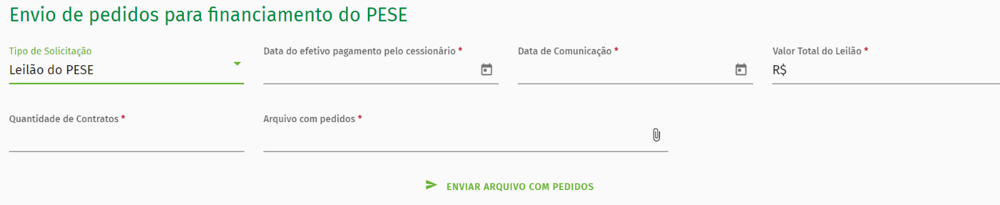 Envio de pedidos para financiamento do PESE
Tipo de Solicitação
Leilão do PESE
Data do efetivo pagamento pelo cessionário *
Data de Comunicação *
Valor Total do Leilão *
R$
Quantidade de Contratos *
Arquivo com pedidos *
ENVIAR ARQUIVO COM PEDIDOS